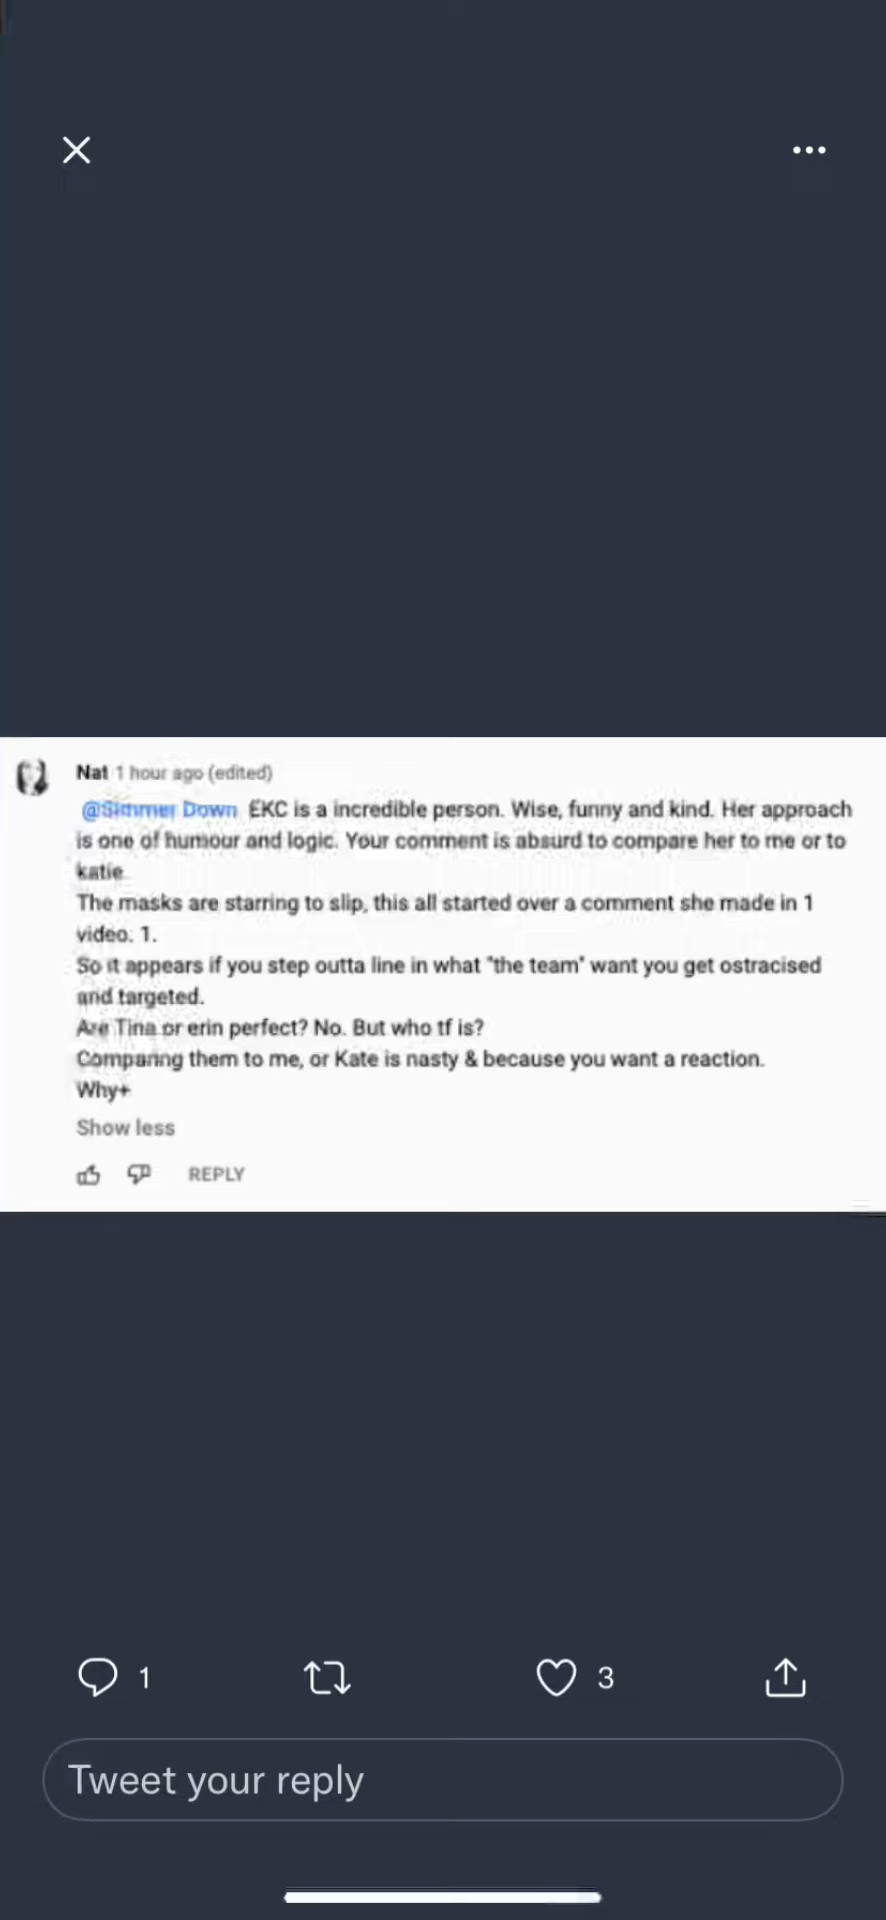 Nat 1 hour ago (edited)
@Simmer Down EKC is a incredible person. Wise, funny and kind. Her approach
is one of humour and logic. Your comment is absurd to compare her to me or to
katie
The masks are starring to slip, this all started over a comment she made in 1
video. 1.
So it appears if you step outta line in what "the team" want you get ostracised
and targeted.
Are Tina or erin perfect? No. But who tf is?
Comparing them to me, or Kate is nasty & because you want a reaction.
Why+
Show less
REPLY
1
3
Tweet your reply